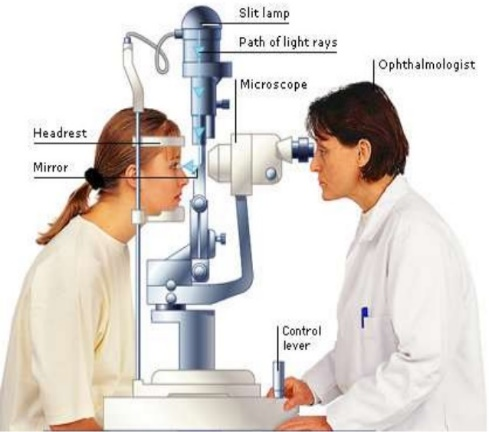 Slit lamp
Path of light rays
Ophthalmologist
Microscope
Headrest
Mirror
Control
lever